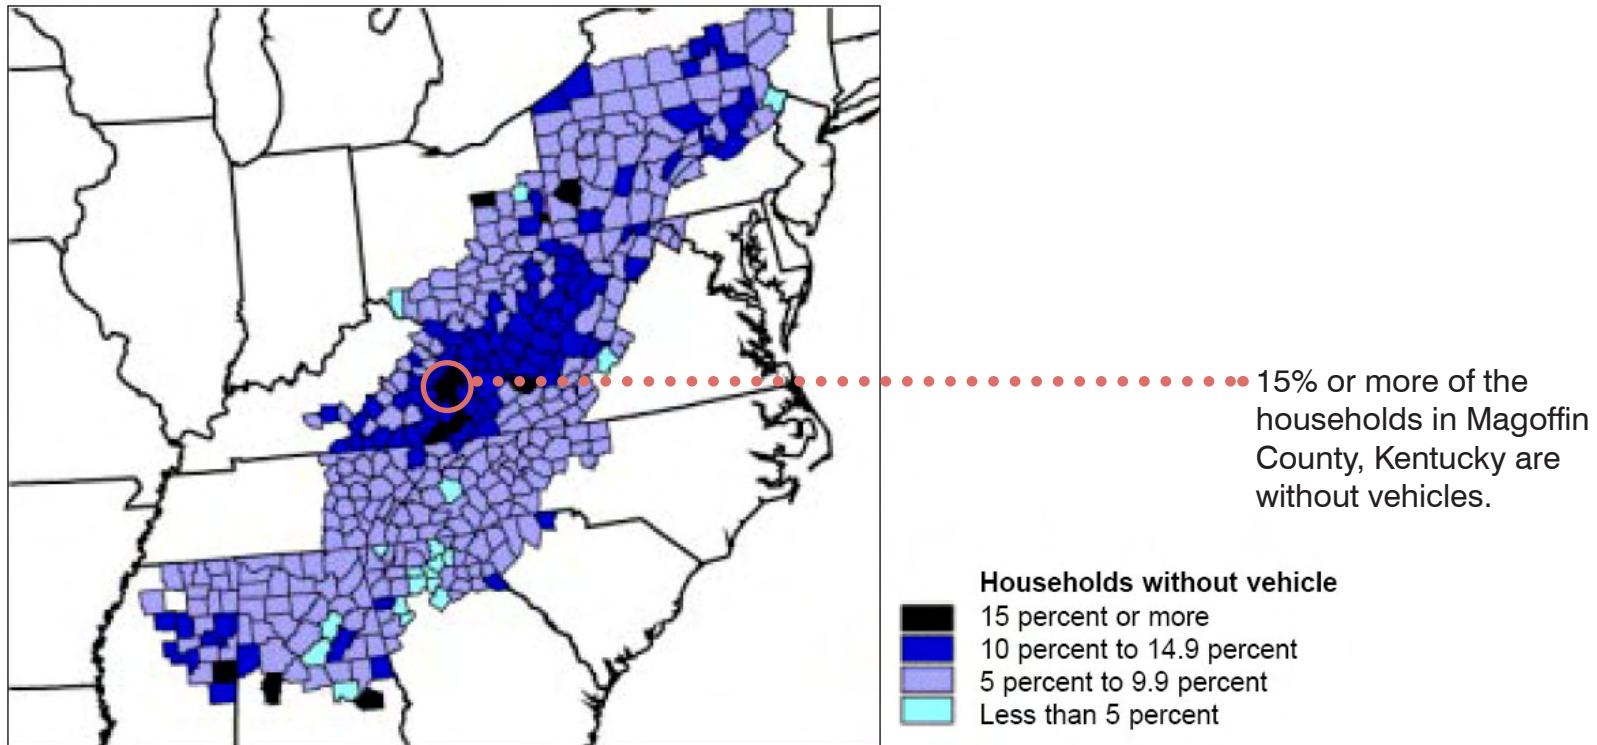 15% or more of the
households in Magoffin
County, Kentucky are
without vehicles.
Households without vehicle
15 percent or more
10 percent to 14.9 percent
5 percent to 9.9 percent
Less than 5 percent